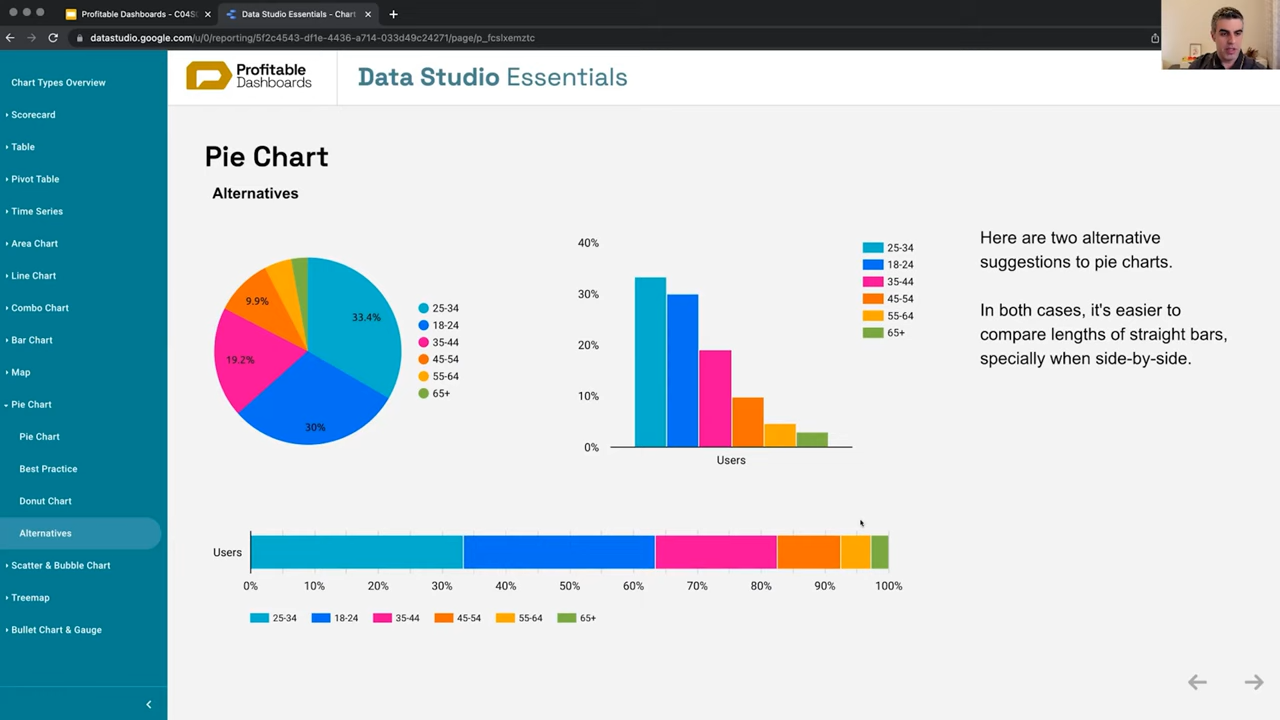 Profitable Dashboards - C04S
Data Studio Essentials - Chart
datastudio.google.com/u/0/reporting/5f2c4543-df1e-4436-a714-033d49c24271/page/p_fcslxemztc
Chart Types Overview
Scorecard
Table
Pivot Table
Time Series
Area Chart
Line Chart
Combo Chart
Bar Chart
Map
Pie Chart
Pie Chart
Best Practice
Donut Chart
Alternatives
Scatter & Bubble Chart
Treemap
Bullet Chart & Gauge
Profitable
Dashboards
Data Studio Essentials
Pie Chart
Alternatives
33.4%
30%
19.2%
9.9%
25-34
18-24
35-44
45-54
55-64
65+
40%
30%
20%
10%
0%
Users
25-34
18-24
35-44
45-54
55-64
65+
Here are two alternative
suggestions to pie charts.
In both cases, it's easier to
compare lengths of straight bars,
specially when side-by-side.
Users
0% 10% 20% 30% 40% 50% 60% 70% 80% 90% 100%
25-34 18-24 35-44 45-54 55-64 65+